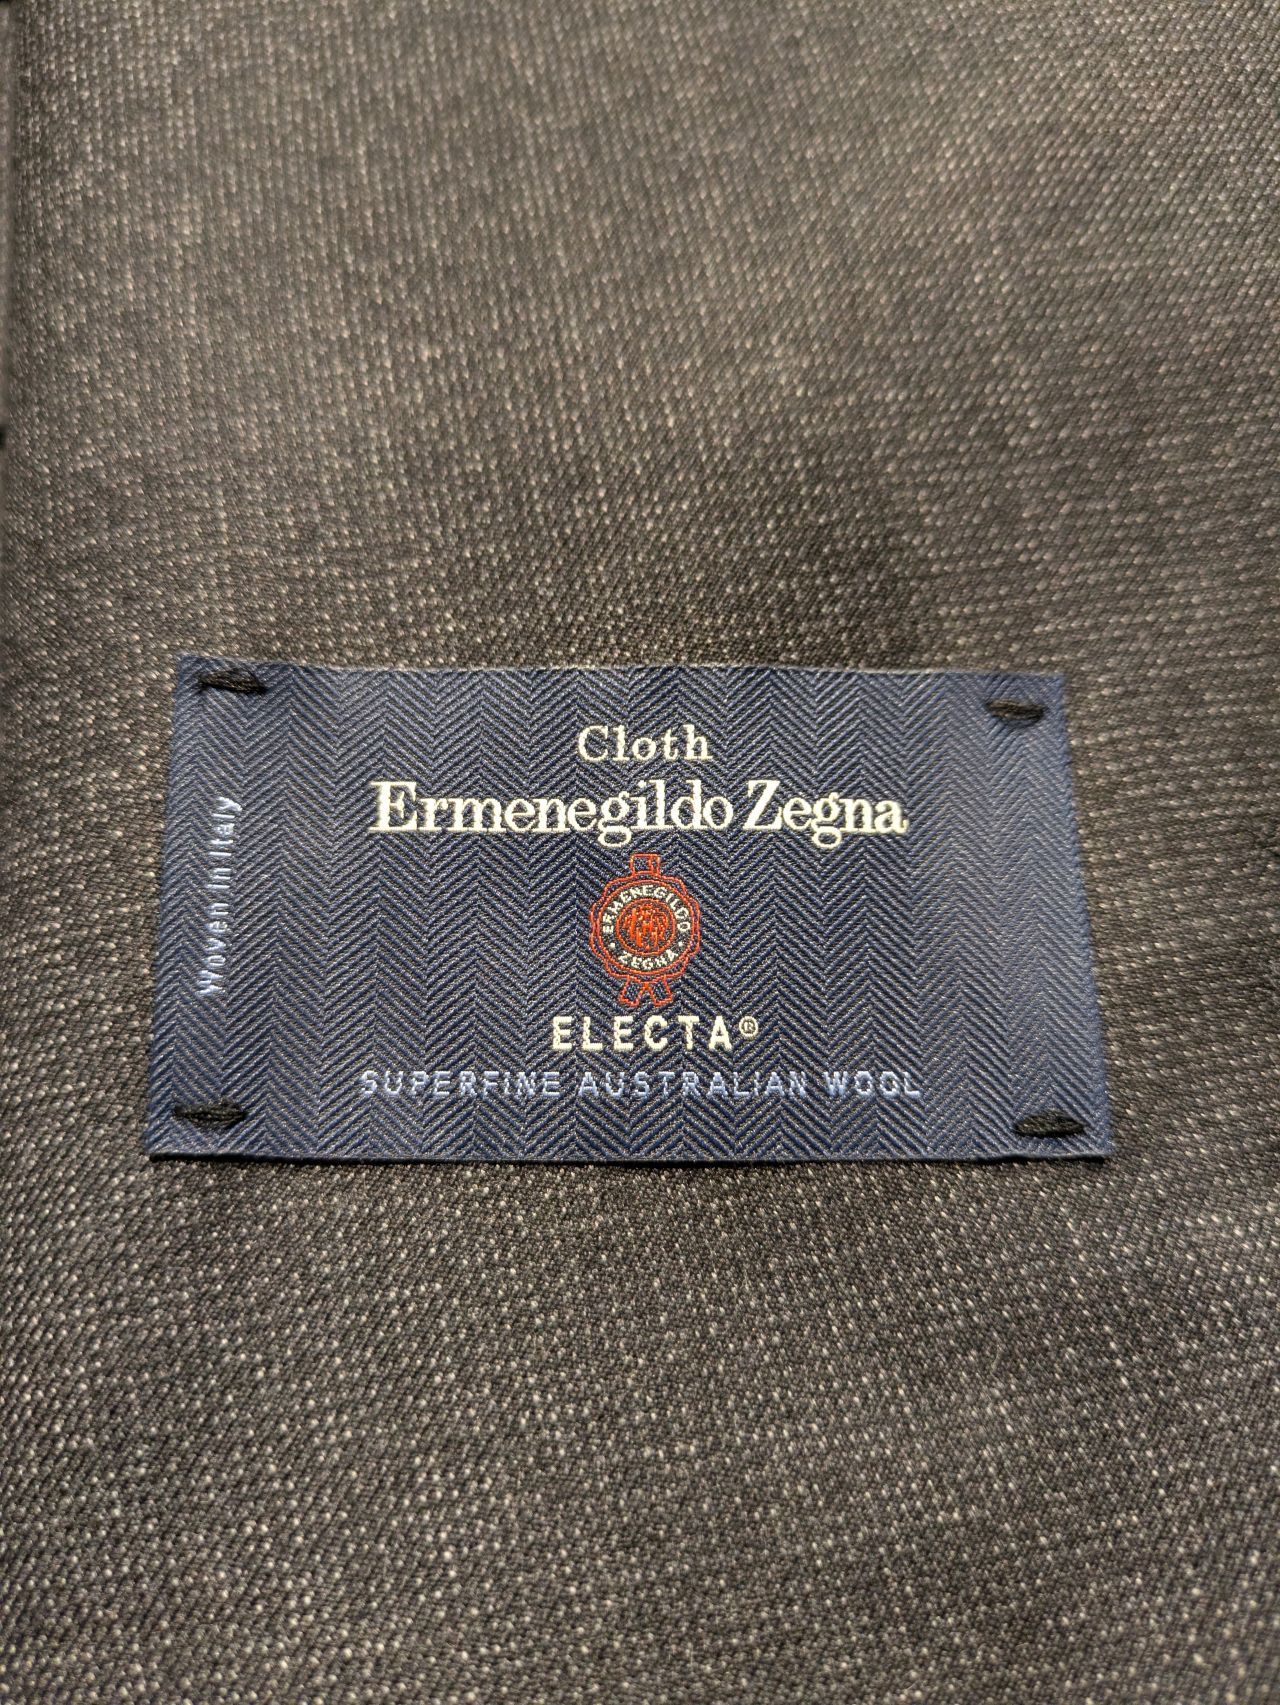 Cloth
Ermenegildo Zegna
ERMENEGILDO
ZEGNA
ELECTA®
SUPERFINE AUSTRALIAN WOOL
Woven in Italy